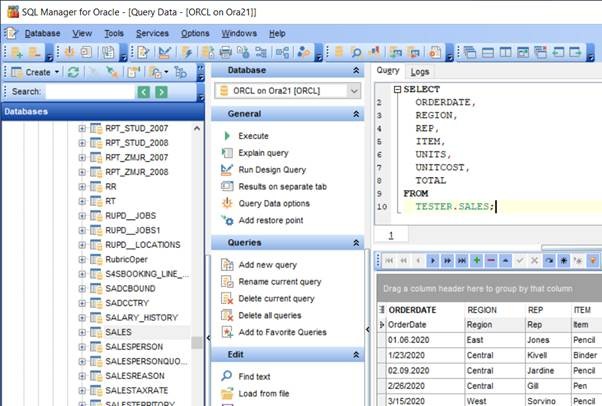 SQL Manager for Oracle - [Query Data - [ORCL on Ora21]]
Database View Tools Services Options Windows Help
Create
Search:
Databases
RPT_STUD_2007
RPT_STUD_2008
RPT_ZMJR_2007
RPT_ZMJR_2008
RR
RT
RUPD__JOBS
RUPD__JOBS1
RUPD__LOCATIONS
RubricOper
S4SBOOKING_LINE_...
SADCBOUND
SADCCTRY
SALARY_HISTORY
SALES
SALESPERSON
SALESPERSONQUO...
SALESREASON
SALESTAXRATE
SALESTERRITORY
Database
ORCL on Ora21 [ORCL]
General
Execute
Explain query
Run Design Query
Results on separate tab
Query Data options
Add restore point
Queries
Add new query
Rename current query
Delete current query
Delete all queries
Add to Favorite Queries
Edit
Find text
Load from file
Query Logs
SELECT
2 ORDERDATE,
3 REGION,
4 REP,
5 ITEM,
6 UNITS,
7 UNITCOST,
8 TOTAL
9 FROM
10 TESTER.SALES;
1
Drag a column header here to group by that column
ORDERDATE REGION REP ITEM
OrderDate Region Rep Item
01.06.2020 East Jones Pencil
1/23/2020 Central Kivell Binder
02.09.2020 Central Jardine Pencil
2/26/2020 Central Gill Pen
3/15/2020 West Sorvino Pencil